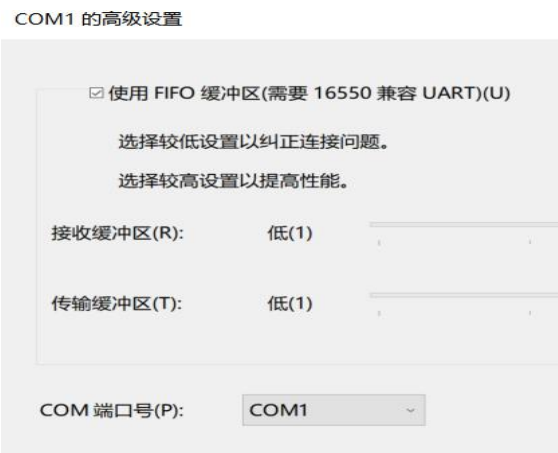 COM1 的高级设置
使用 FIFO 缓冲区(需要 16550 兼容 UART)(U)
选择较低设置以纠正连接问题。
选择较高设置以提高性能。
接收缓冲区(R): 低(1)
传输缓冲区(T): 低(1)
COM 端口号(P): COM1